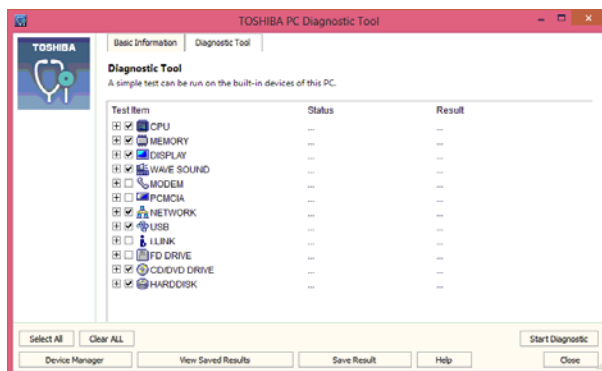 TOSHIBA PC Diagnostic Tool
TOSHIBA
Basic Information Diagnostic Tool
Diagnostic Tool
A simple test can be run on the built-in devices of this PC.
Test Item Status Result
CPU ... ...
MEMORY ... ...
DISPLAY ... ...
WAVE SOUND ... ...
MODEM ... ...
PCMCIA ... ...
NETWORK ... ...
USB ... ...
i.LINK ... ...
FD DRIVE ... ...
CD/DVD DRIVE ... ...
HARDDISK ... ...
Select All Clear ALL Start Diagnostic
Device Manager View Saved Results Save Result Help Close